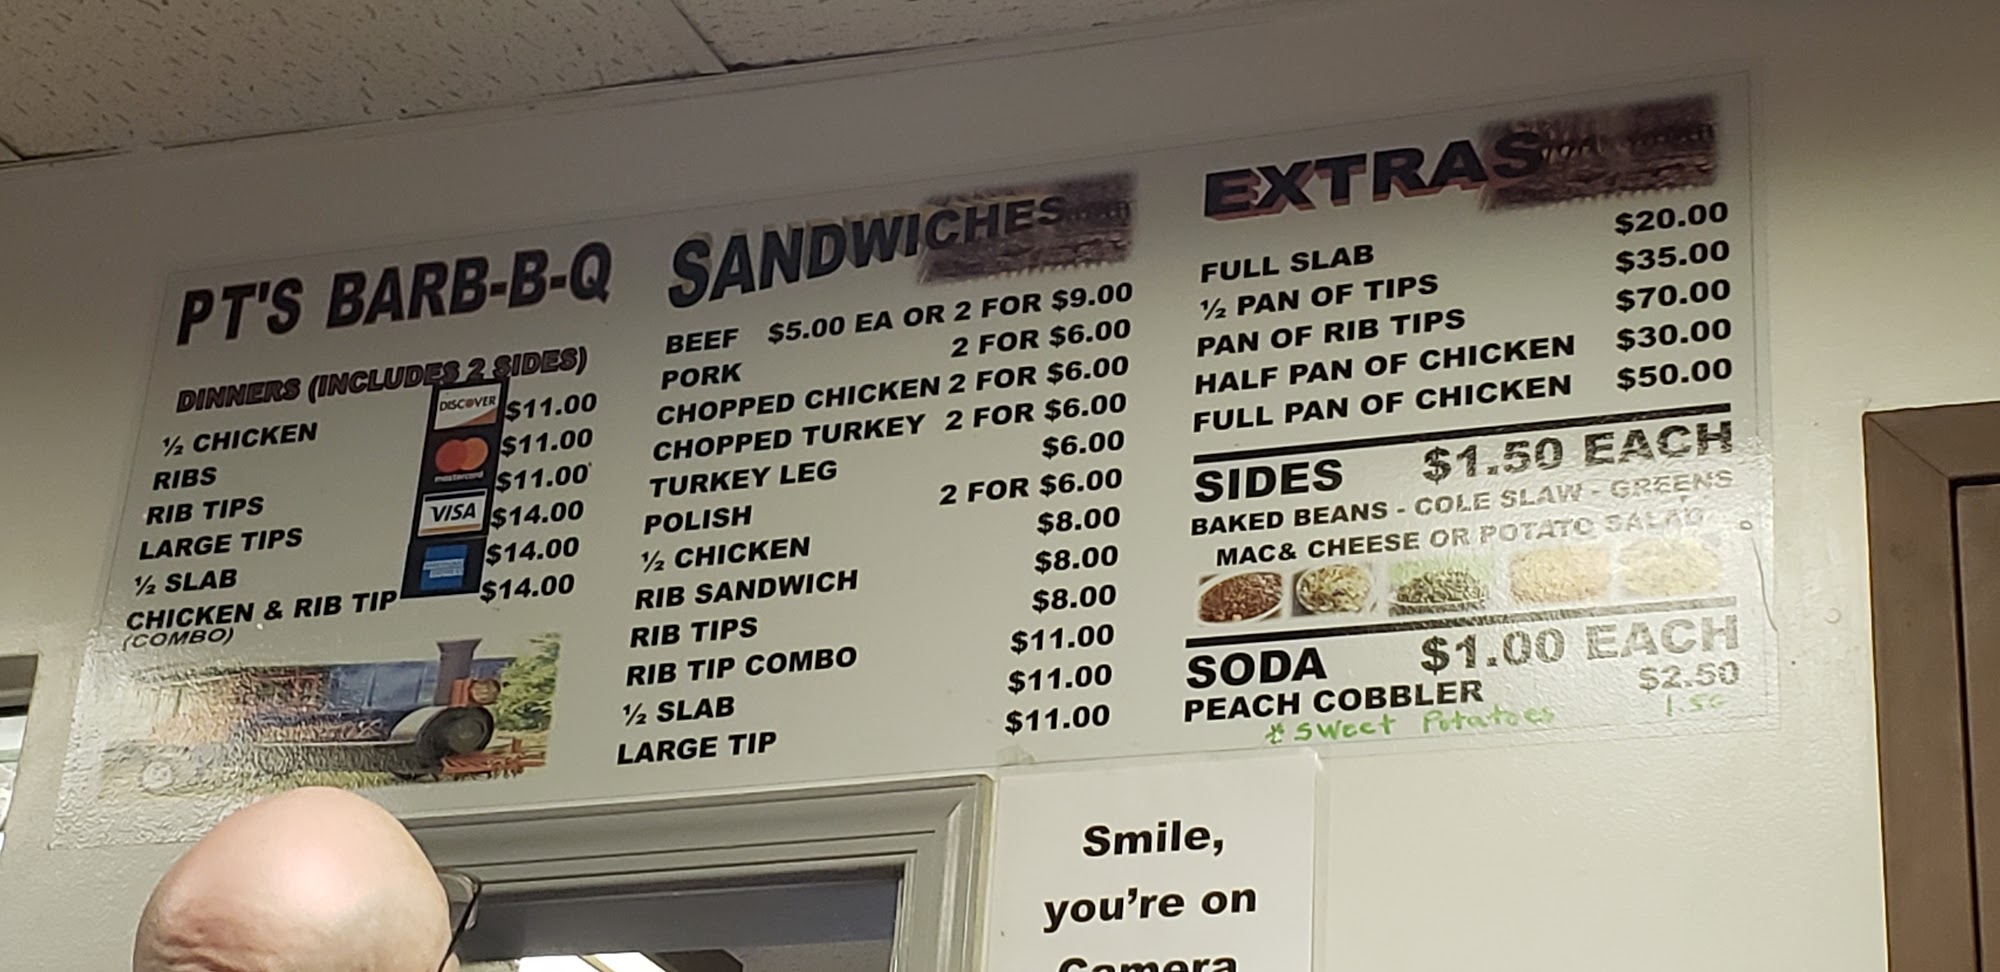 PT'S BARB-B-Q
DINNERS (INCLUDES 2 SIDES)
½ CHICKEN $11.00
RIBS $11.00
RIB TIPS $11.00
LARGE TIPS $14.00
½ SLAB $14.00
CHICKEN & RIB TIP $14.00
(COMBO)
DISCOVER
mastercard
VISA
SANDWICHES
BEEF $5.00 EA OR 2 FOR $9.00
PORK 2 FOR $6.00
CHOPPED CHICKEN 2 FOR $6.00
CHOPPED TURKEY 2 FOR $6.00
TURKEY LEG $6.00
POLISH 2 FOR $6.00
½ CHICKEN $8.00
RIB SANDWICH $8.00
RIB TIPS $8.00
RIB TIP COMBO $11.00
½ SLAB $11.00
LARGE TIP $11.00
EXTRAS
FULL SLAB $20.00
½ PAN OF TIPS $35.00
PAN OF RIB TIPS $70.00
HALF PAN OF CHICKEN $30.00
FULL PAN OF CHICKEN $50.00
SIDES $1.50 EACH
BAKED BEANS - COLE SLAW - GREENS
MAC& CHEESE OR POTATO SALAD
SODA $1.00 EACH
PEACH COBBLER $2.50
* SWEET Potatoes 1.50
Smile,
you're on
Camera